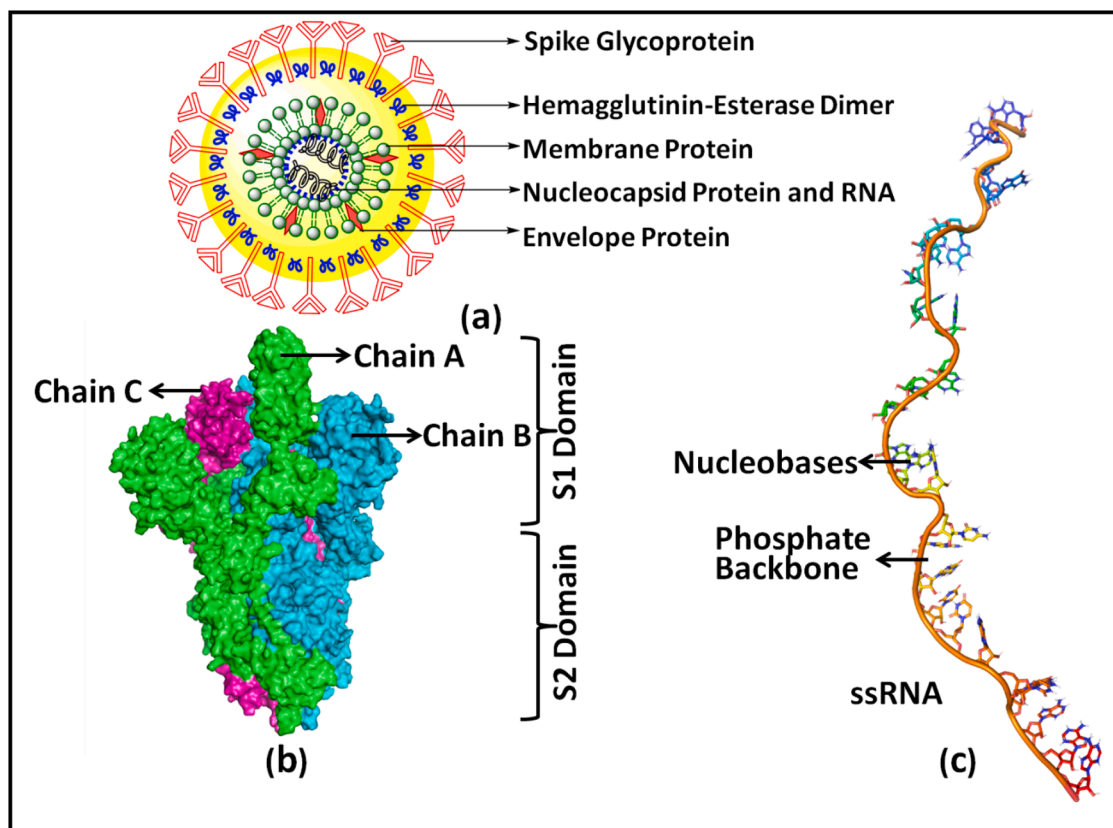 Spike Glycoprotein
Hemagglutinin-Esterase Dimer
Membrane Protein
Nucleocapsid Protein and RNA
Envelope Protein
(a)
Chain A
Chain C
Chain B
S1 Domain
S2 Domain
(b)
Nucleobases
Phosphate
Backbone
ssRNA
(c)